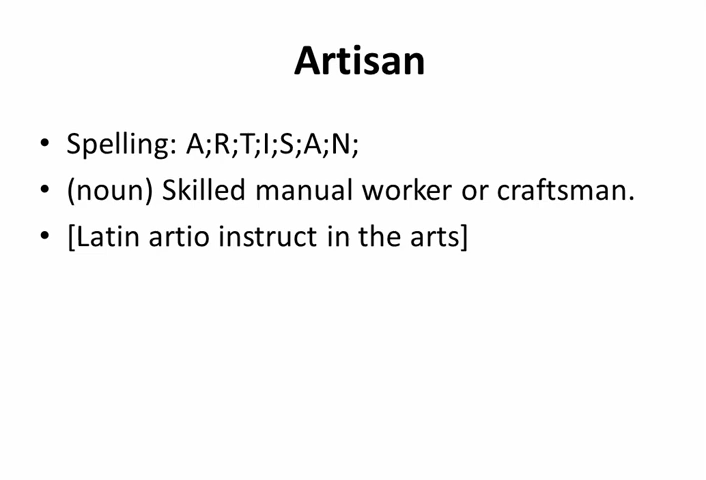 Artisan
• Spelling: A;R;T;I;S;A;N;
• (noun) Skilled manual worker or craftsman.
• [Latin artio instruct in the arts]